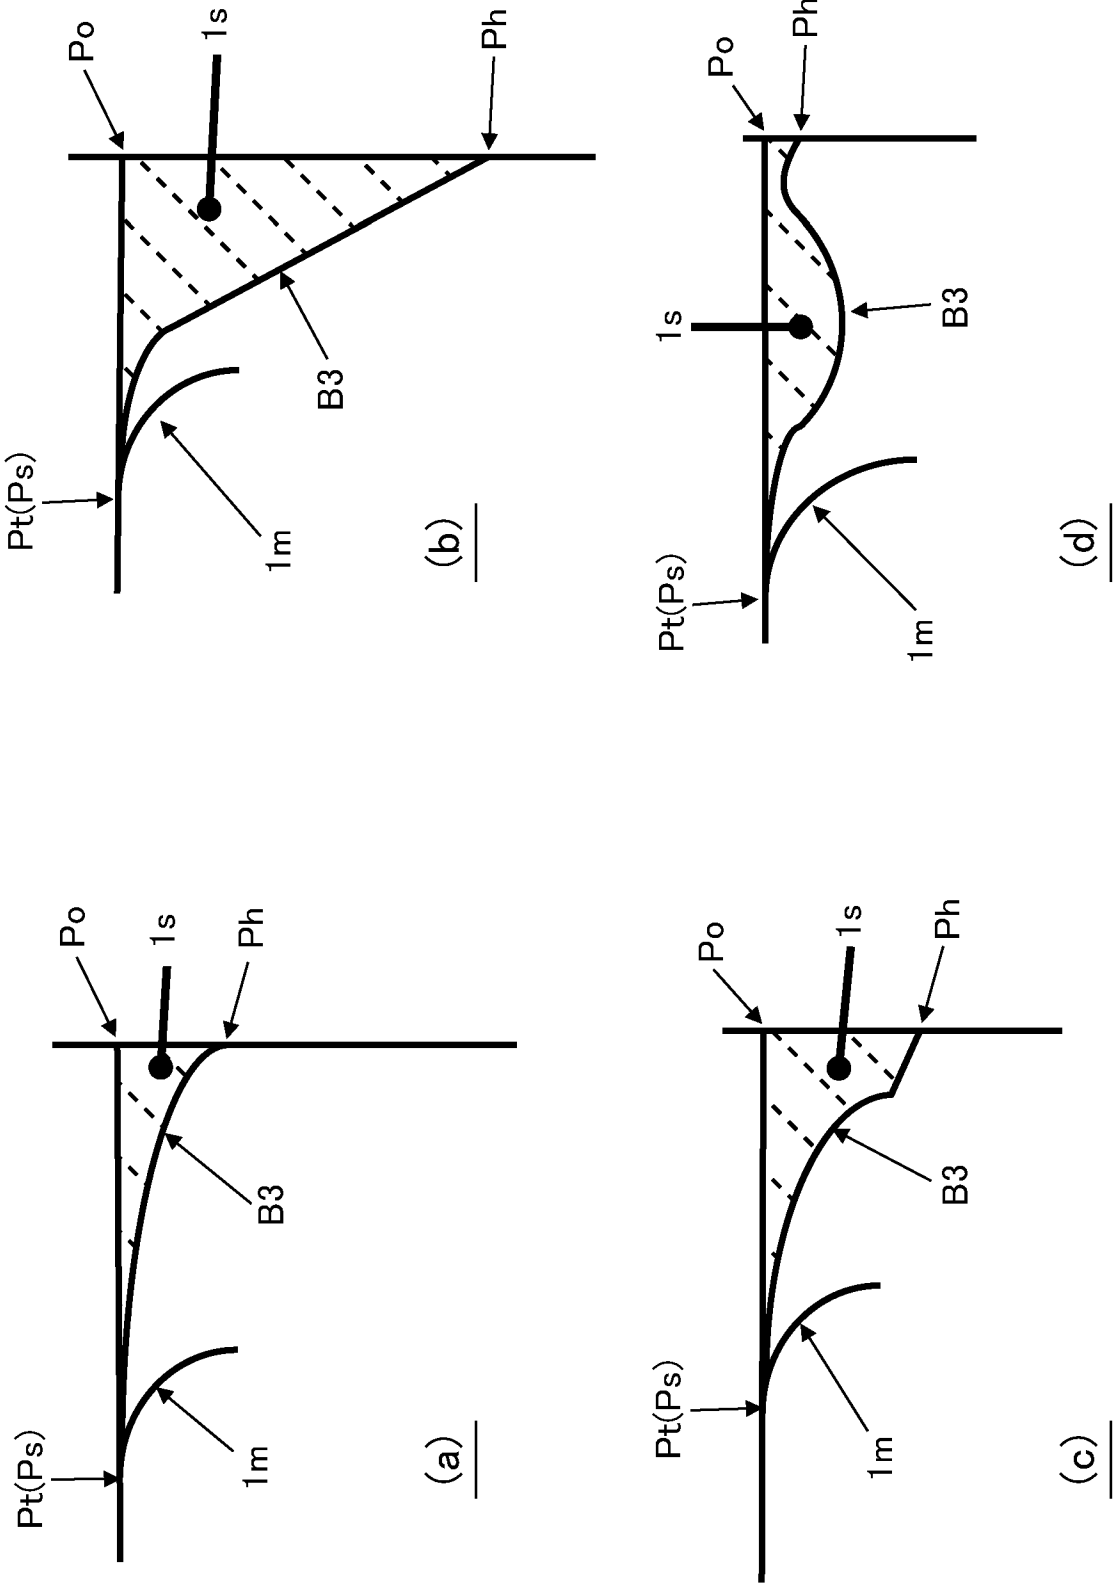 Pt(Ps)
Po
1s
Ph
1m
B3
(a)
Pt(Ps)
Po
1s
1m
B3
Ph
(b)
Pt(Ps)
Po
1s
1m
Ph
B3
(c)
Pt(Ps)
1s
Po
Ph
1m
B3
(d)